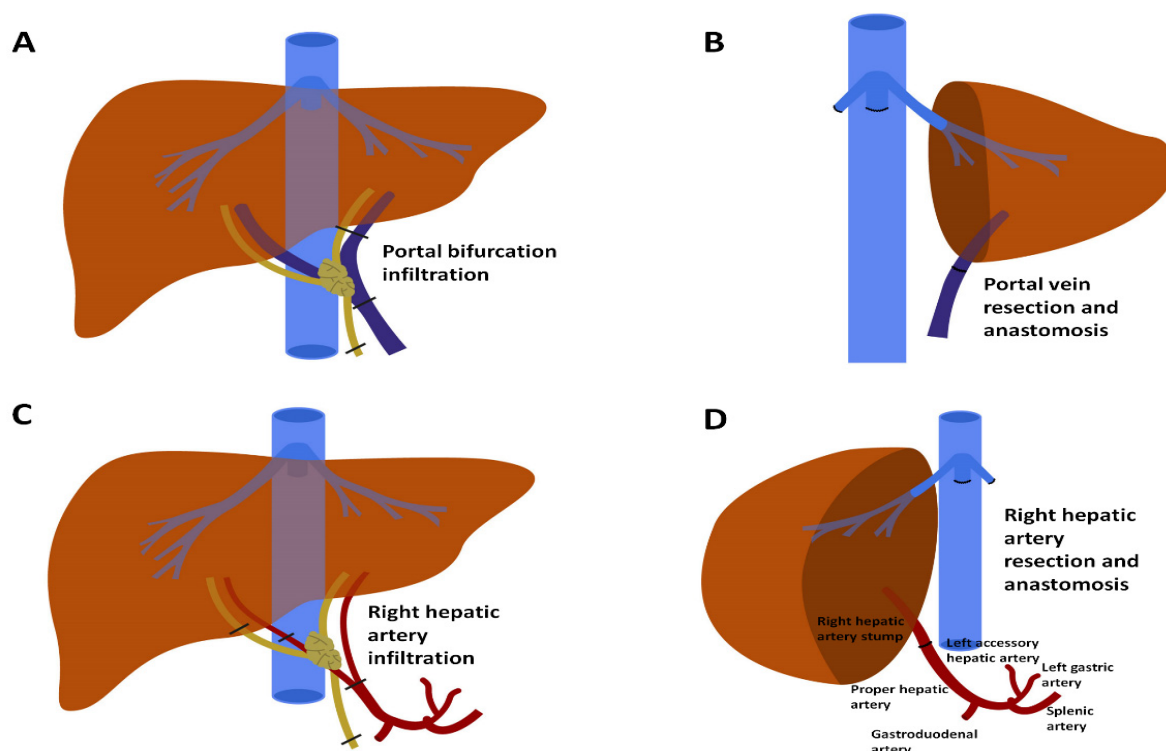 A
B
Portal bifurcation
infiltration
Portal vein
resection and
anastomosis
C
D
Right hepatic
artery
infiltration
Right hepatic
artery
resection and
anastomosis
Right hepatic
artery stump
Left accessory
hepatic artery
Left gastric
artery
Proper hepatic
artery
Splenic
artery
Gastroduodenal
artery